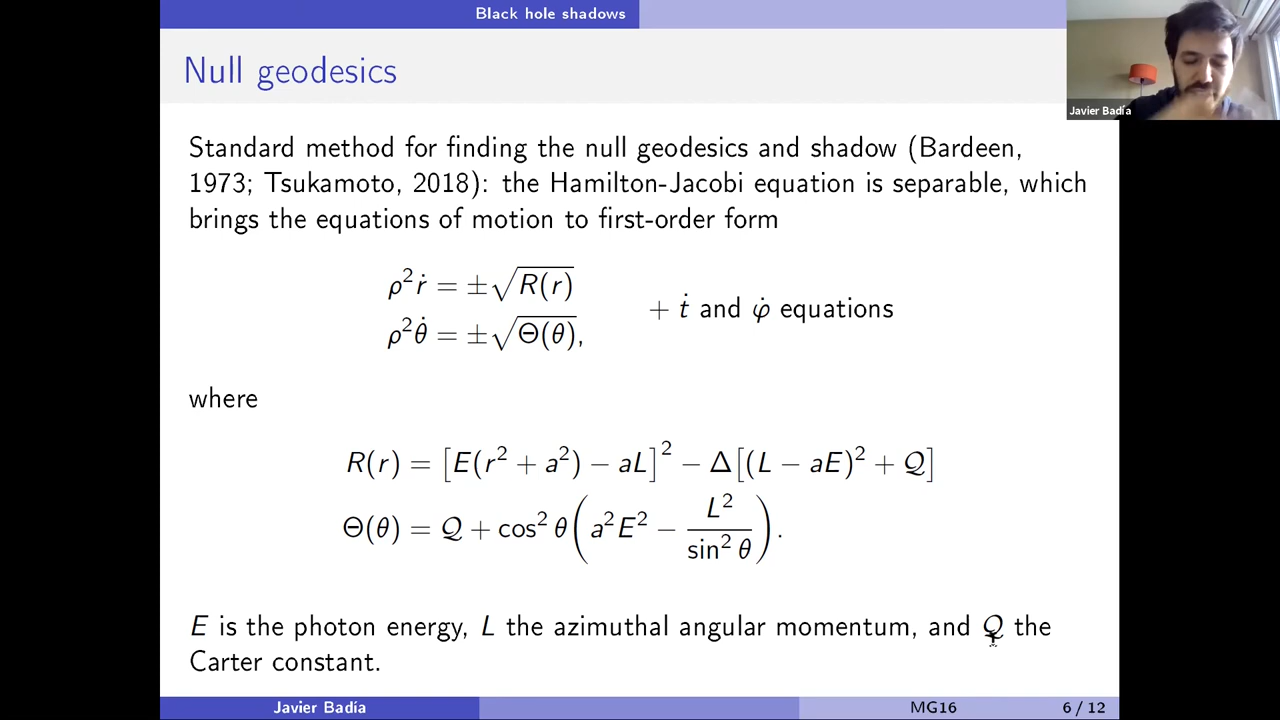 Black hole shadows
Null geodesics
Javier Badía
Standard method for finding the null geodesics and shadow (Bardeen,
1973; Tsukamoto, 2018): the Hamilton-Jacobi equation is separable, which
brings the equations of motion to first-order form
ρ²ṙ = ±√R(r)
ρ²θ̇ = ±√Θ(θ),
+ ṫ and φ̇ equations
where
R(r) = [E(r² + a²) − aL]² − Δ[(L − aE)² + 𝒬]
Θ(θ) = 𝒬 + cos² θ(a²E² − L²/sin² θ).
E is the photon energy, L the azimuthal angular momentum, and 𝒬 the
Carter constant.
Javier Badía
MG16
6 / 12